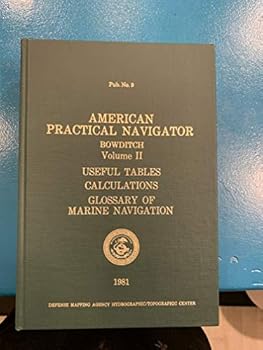 Pub. No. 9
AMERICAN
PRACTICAL NAVIGATOR
BOWDITCH
Volume II
USEFUL TABLES
CALCULATIONS
GLOSSARY OF
MARINE NAVIGATION
1981
DEFENSE MAPPING AGENCY HYDROGRAPHIC/TOPOGRAPHIC CENTER